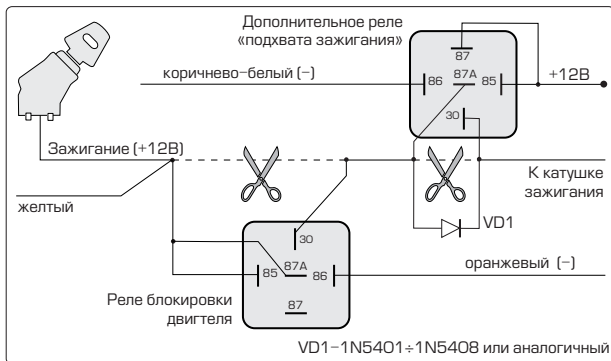 Дополнительное реле
«подхвата зажигания»
87
коричнево-белый (-)
86
87A
85
+12В
30
Зажигание (+12В)
К катушке
зажигания
желтый
VD1
30
85
87A
86
оранжевый (-)
Реле блокировки
двигтеля
87
VD1-1N5401÷1N5408 или аналогичный